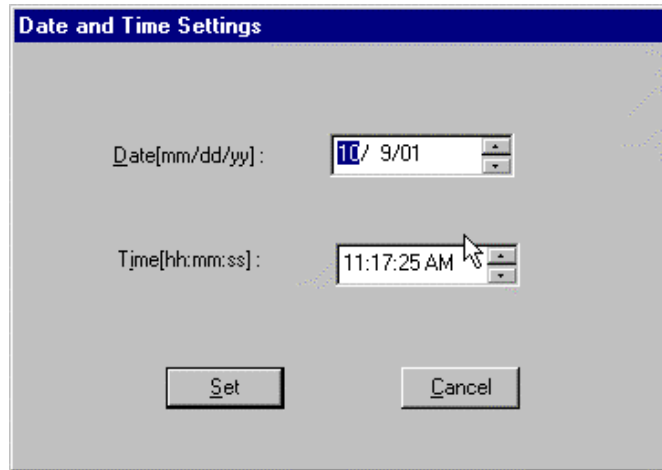 Date and Time Settings
Date[mm/dd/yy] : 10/ 9/01
Time[hh:mm:ss] : 11:17:25 AM
Set Cancel